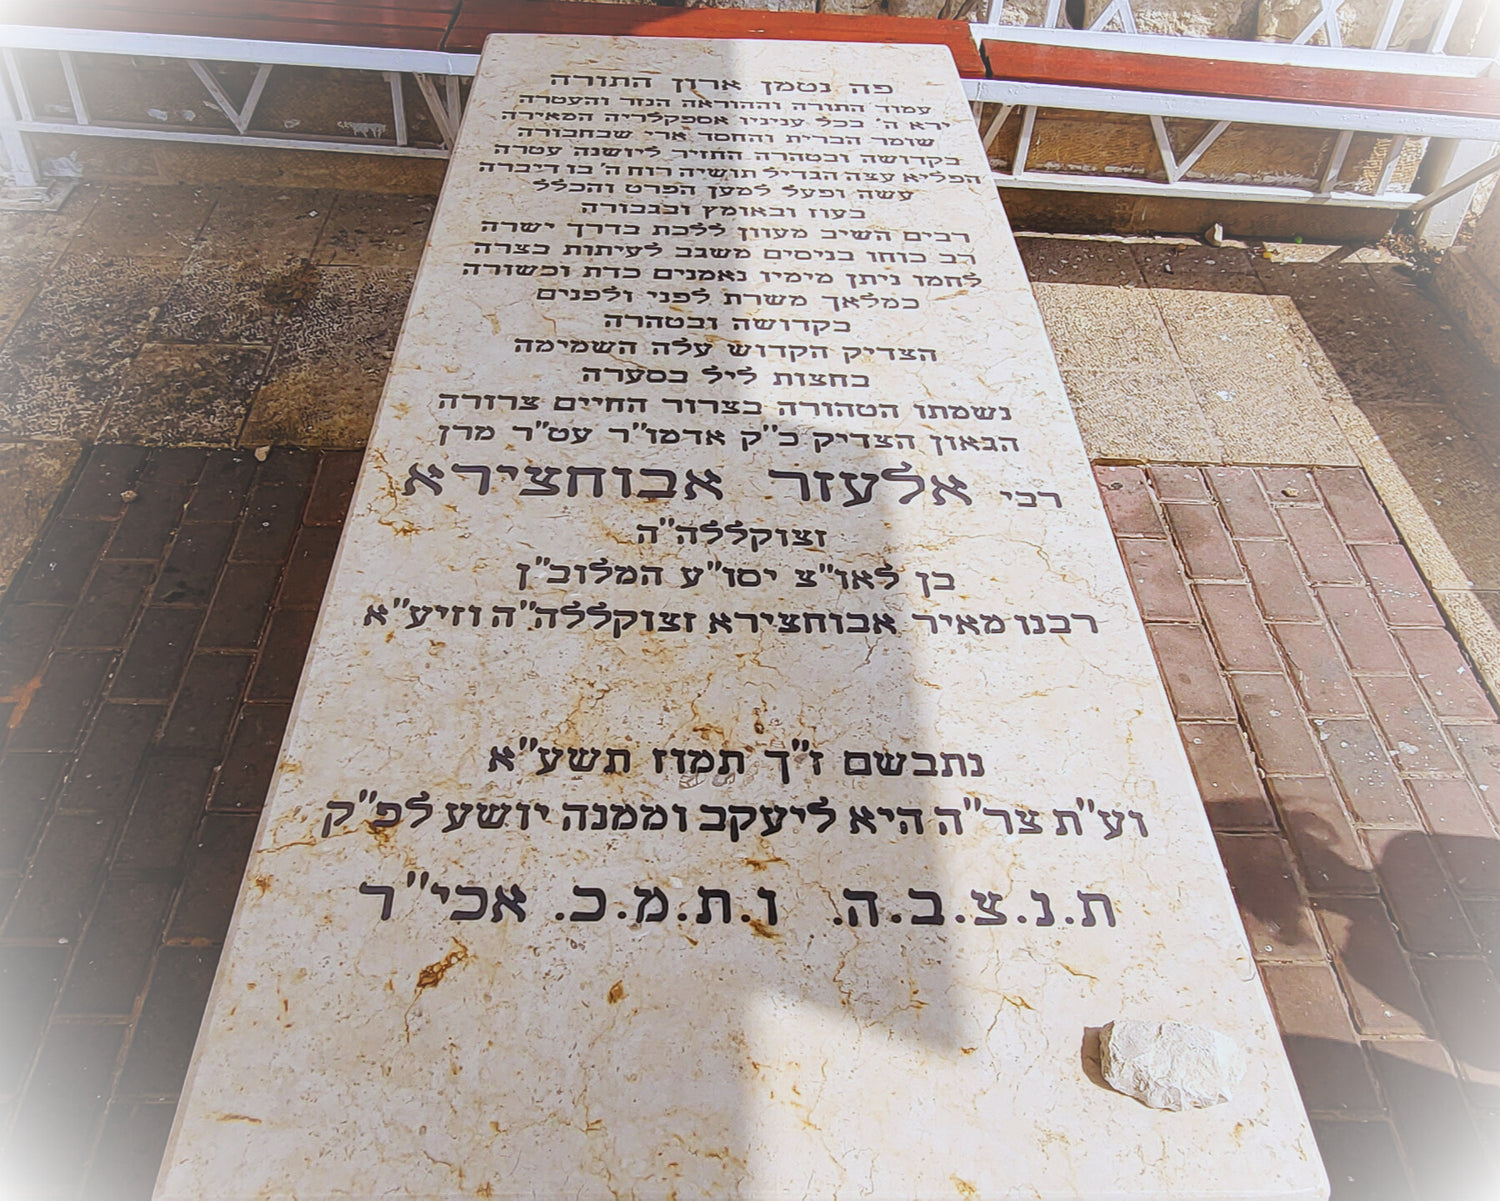 פה נטמן ארון התורה
עמוד התורה וההוראה הנזר והעטרה
ירא ה' בכל עניניו אספקלריה המאירה
שומר הברית והחסד ארי שבחבורה
בקדושה ובטהרה החזיר ליושנה עטרה
הפליא עצה הגדיל תושיה רוח ה' בו דיברה
עשה ופעל למען הפרט והכלל
בעוז ובאומץ ובגבורה
רבים השיב מעוון ללכת בדרך ישרה
רב כוחו בניסים משגב לעיתות בצרה
לחמו ניתן מימיו נאמנים כדת וכשורה
כמלאך משרת לפני ולפנים
בקדושה ובטהרה
הצדיק הקדוש עלה השמימה
בחצות ליל בסערה
נשמתו הטהורה בצרור החיים צרורה
הגאון הצדיק כ"ק אדמו"ר עט"ר מרן
רבי אלעזר אבוחצירא
זצוקללה"ה
בן לאו"צ יסו"ע המלוב"ן
רבנו מאיר אבוחצירא זצוקללה"ה וזיע"א
נתבשם ז"ך תמוז תשע"א
וע"ת צר"ה היא ליעקב וממנה יושע לפ"ק
ת.נ.צ.ב.ה. ו.ת.מ.כ. אכי"ר